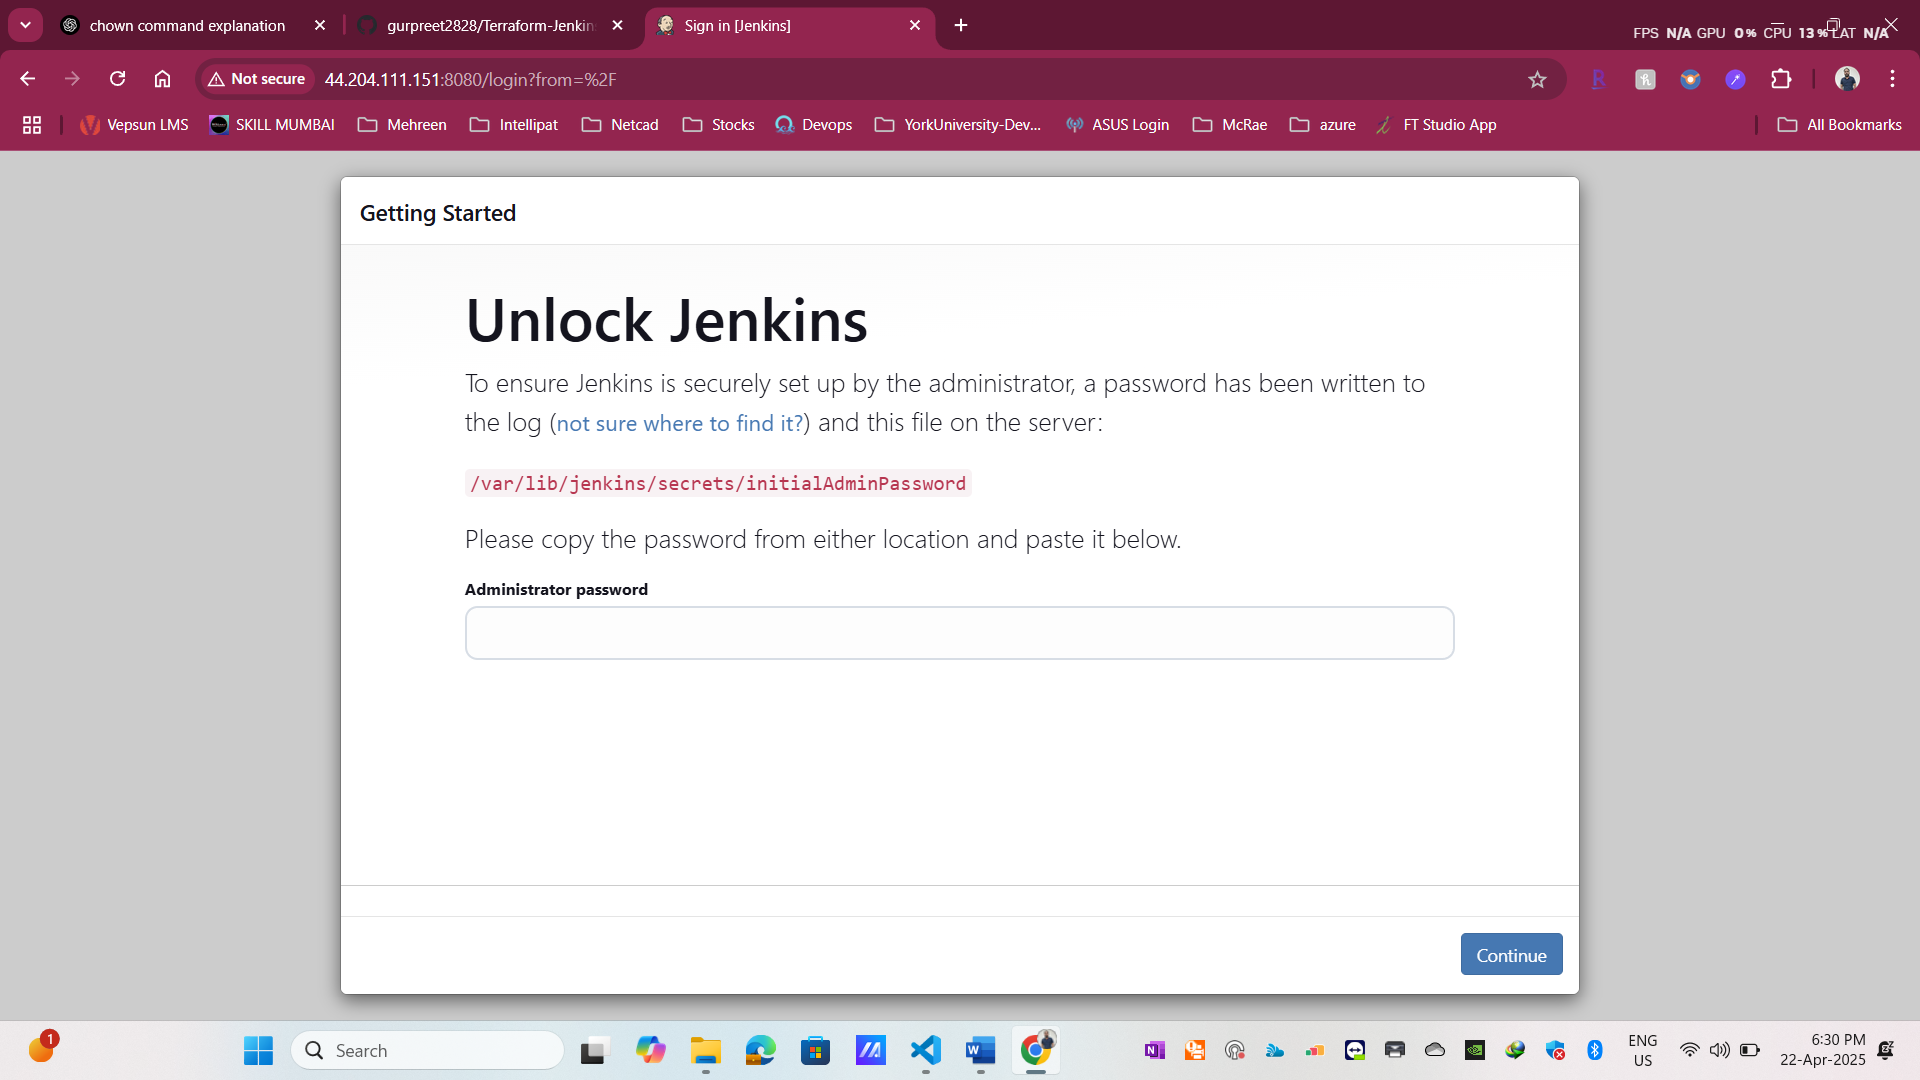 chown command explanation
gurpreet2828/Terraform-Jenkin
Sign in [Jenkins]
FPS N/A GPU 0% CPU 13% LAT N/A
Not secure
44.204.111.151:8080/login?from=%2F
Vepsun LMS
SKILL MUMBAI
Mehreen
Intellipat
Netcad
Stocks
Devops
YorkUniversity-Dev...
ASUS Login
McRae
azure
FT Studio App
All Bookmarks
Getting Started
Unlock Jenkins
To ensure Jenkins is securely set up by the administrator, a password has been written to
the log (not sure where to find it?) and this file on the server:
/var/lib/jenkins/secrets/initialAdminPassword
Please copy the password from either location and paste it below.
Administrator password
Continue
1
Search
ENG
US
6:30 PM
22-Apr-2025